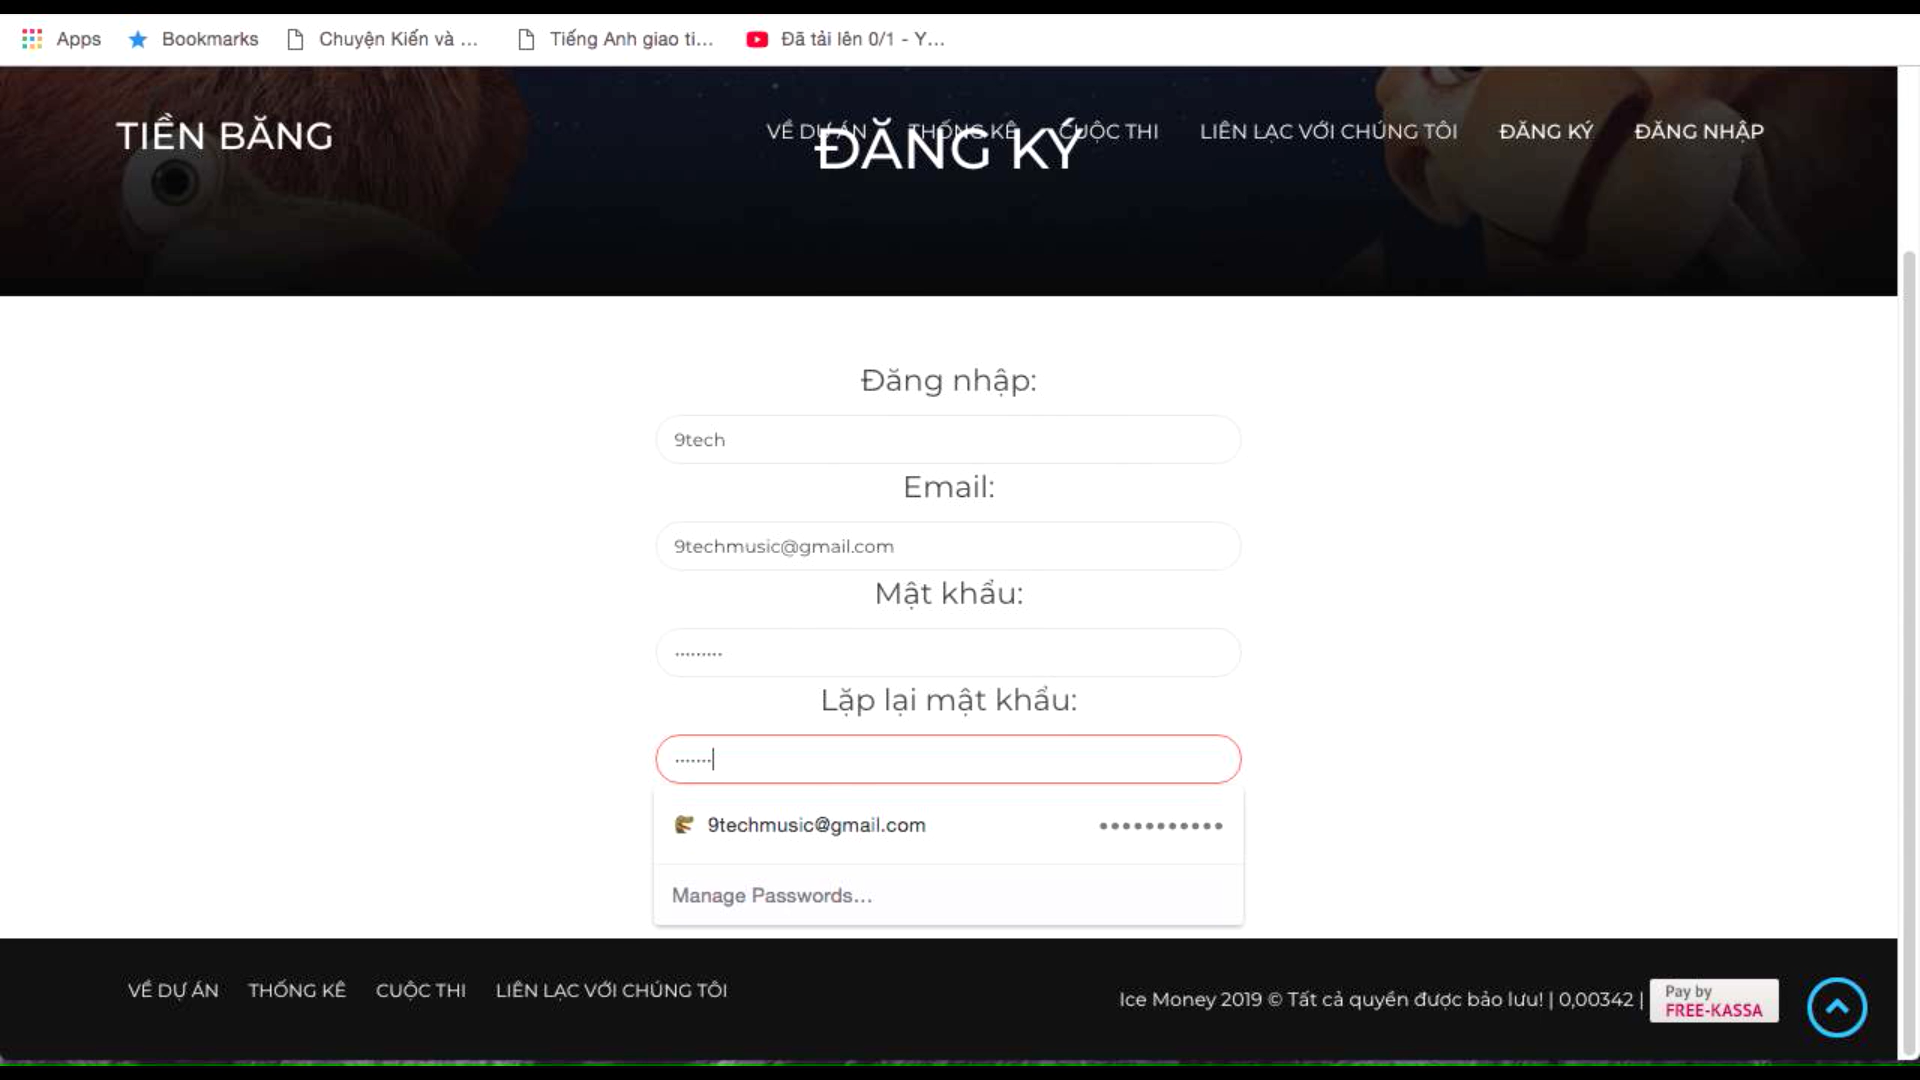 Apps Bookmarks Chuyện Kiến và ... Tiếng Anh giao ti... Đã tải lên 0/1 - Y...
TIỀN BĂNG
VỀ DỰ ÁN THỐNG KÊ CUỘC THI LIÊN LẠC VỚI CHÚNG TÔI ĐĂNG KÝ ĐĂNG NHẬP
ĐĂNG KÝ
Đăng nhập:
9tech
Email:
9techmusic@gmail.com
Mật khẩu:
Lặp lại mật khẩu:
9techmusic@gmail.com
Manage Passwords...
VỀ DỰ ÁN THỐNG KÊ CUỘC THI LIÊN LẠC VỚI CHÚNG TÔI
Ice Money 2019 © Tất cả quyền được bảo lưu! | 0,00342 |
Pay by
FREE-KASSA